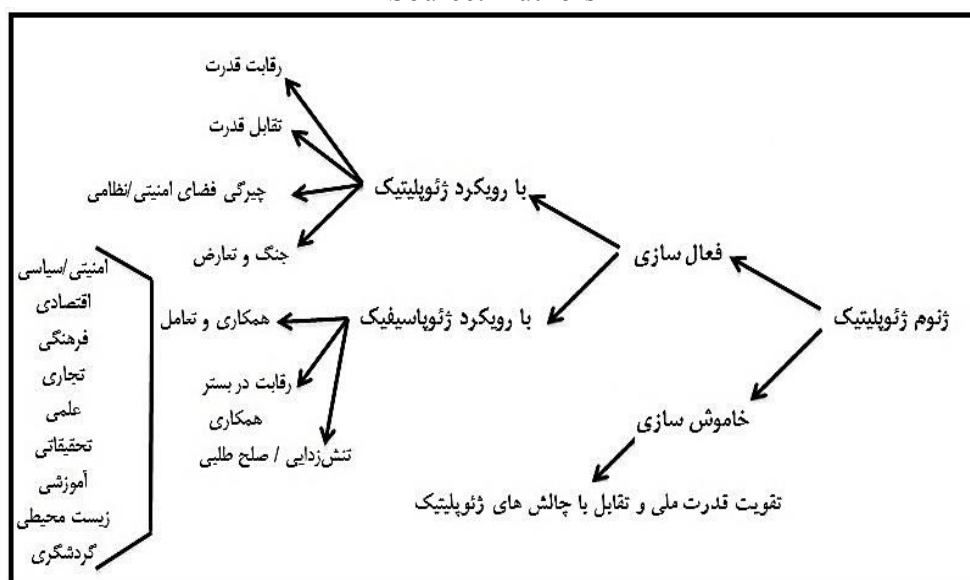 ژنوم ژئوپلیتیک
فعال سازی
با رویکرد ژئوپلیتیک
رقابت قدرت
تقابل قدرت
چیرگی فضای امنیتی/نظامی
جنگ و تعارض
با رویکرد ژئوپاسیفیک
همکاری و تعامل
رقابت در بستر
همکاری
تنش‌زدایی / صلح طلبی
امنیتی/سیاسی
اقتصادی
فرهنگی
تجاری
علمی
تحقیقاتی
آموزشی
زیست محیطی
گردشگری
خاموش سازی
تقویت قدرت ملی و تقابل با چالش های ژئوپلیتیک